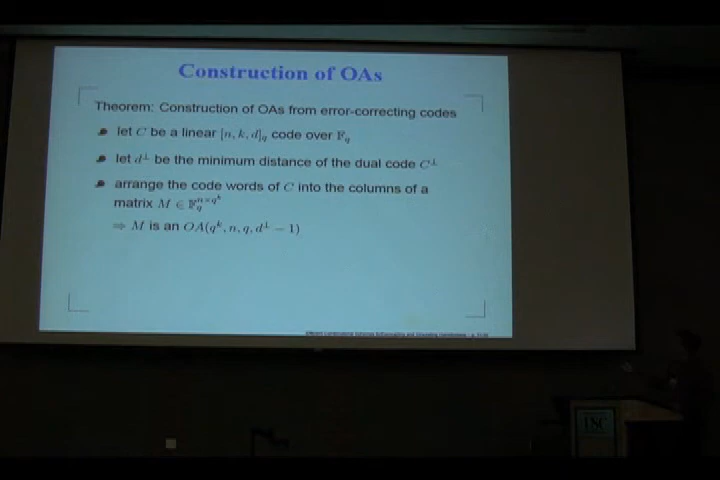 Construction of OAs
Theorem: Construction of OAs from error-correcting codes
let C be a linear [n, k, d]_q code over 𝔽_q
let d^⊥ be the minimum distance of the dual code C^⊥
arrange the code words of C into the columns of a
matrix M ∈ 𝔽_q^{n×q^k}
⇒ M is an OA(q^k, n, q, d^⊥ − 1)
USC